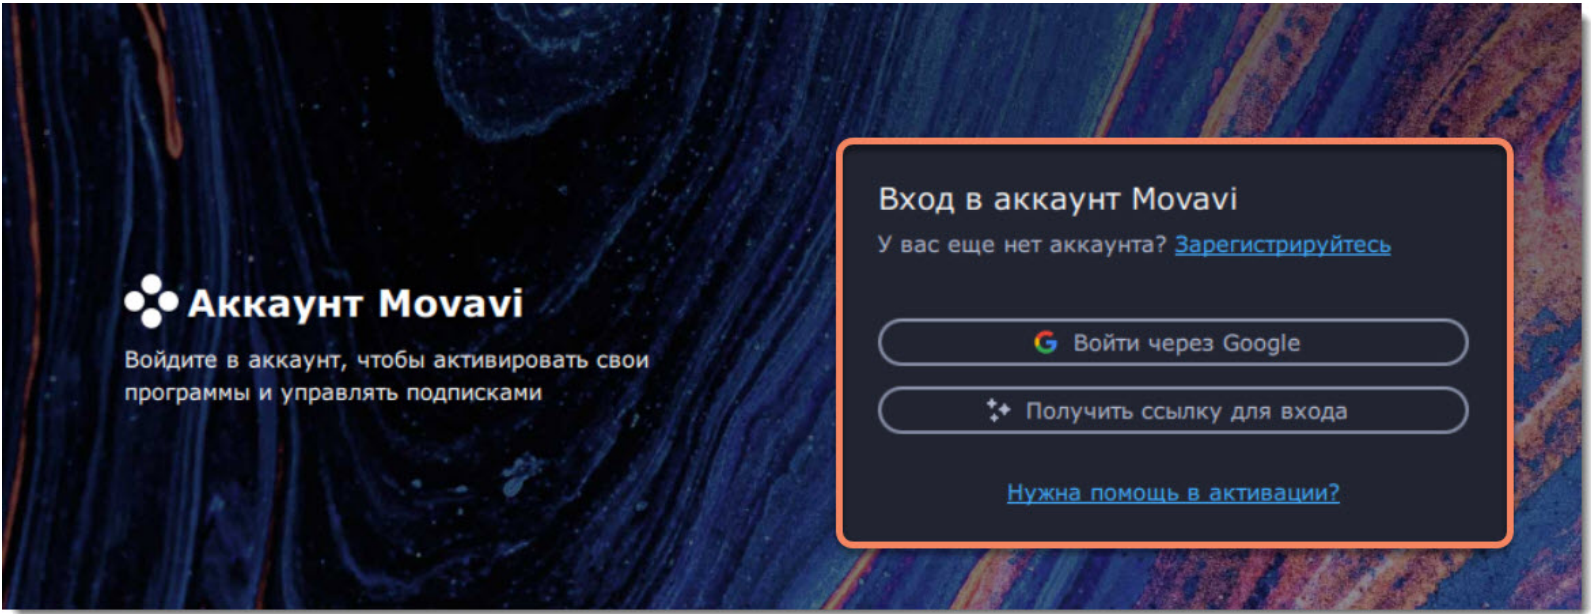 Аккаунт Movavi
Войдите в аккаунт, чтобы активировать свои
программы и управлять подписками
Вход в аккаунт Movavi
У вас еще нет аккаунта? Зарегистрируйтесь
Войти через Google
Получить ссылку для входа
Нужна помощь в активации?